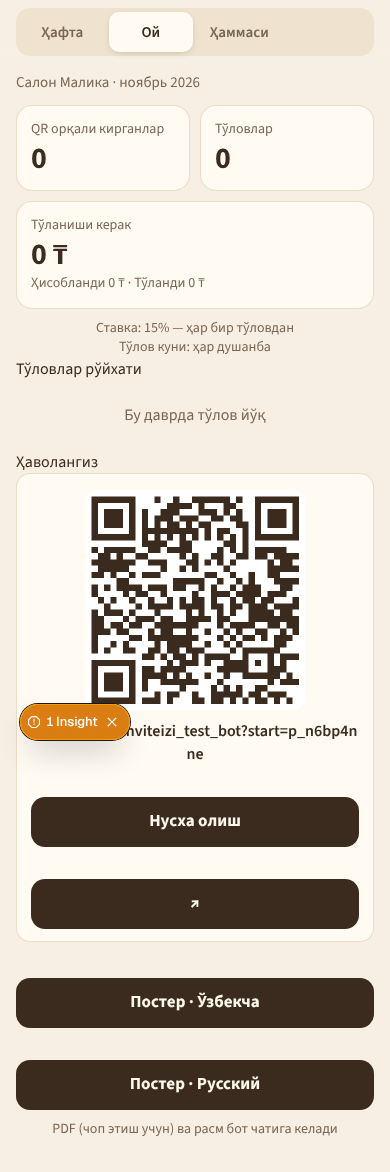 Ҳафта Ой Ҳаммаси
Салон Малика · ноябрь 2026
QR орқали кирганлар
0
Тўловлар
0
Тўланиши керак
0 ₸
Ҳисобланди 0 ₸ · Тўланди 0 ₸
Ставка: 15% — ҳар бир тўловдан
Тўлов куни: ҳар душанба
Тўловлар рўйхати
Бу даврда тўлов йўқ
Ҳаволангиз
1 Insight
nviteizi_test_bot?start=p_n6bp4n
ne
Нусха олиш
↗
Постер · Ўзбекча
Постер · Русский
PDF (чоп этиш учун) ва расм бот чатига келади